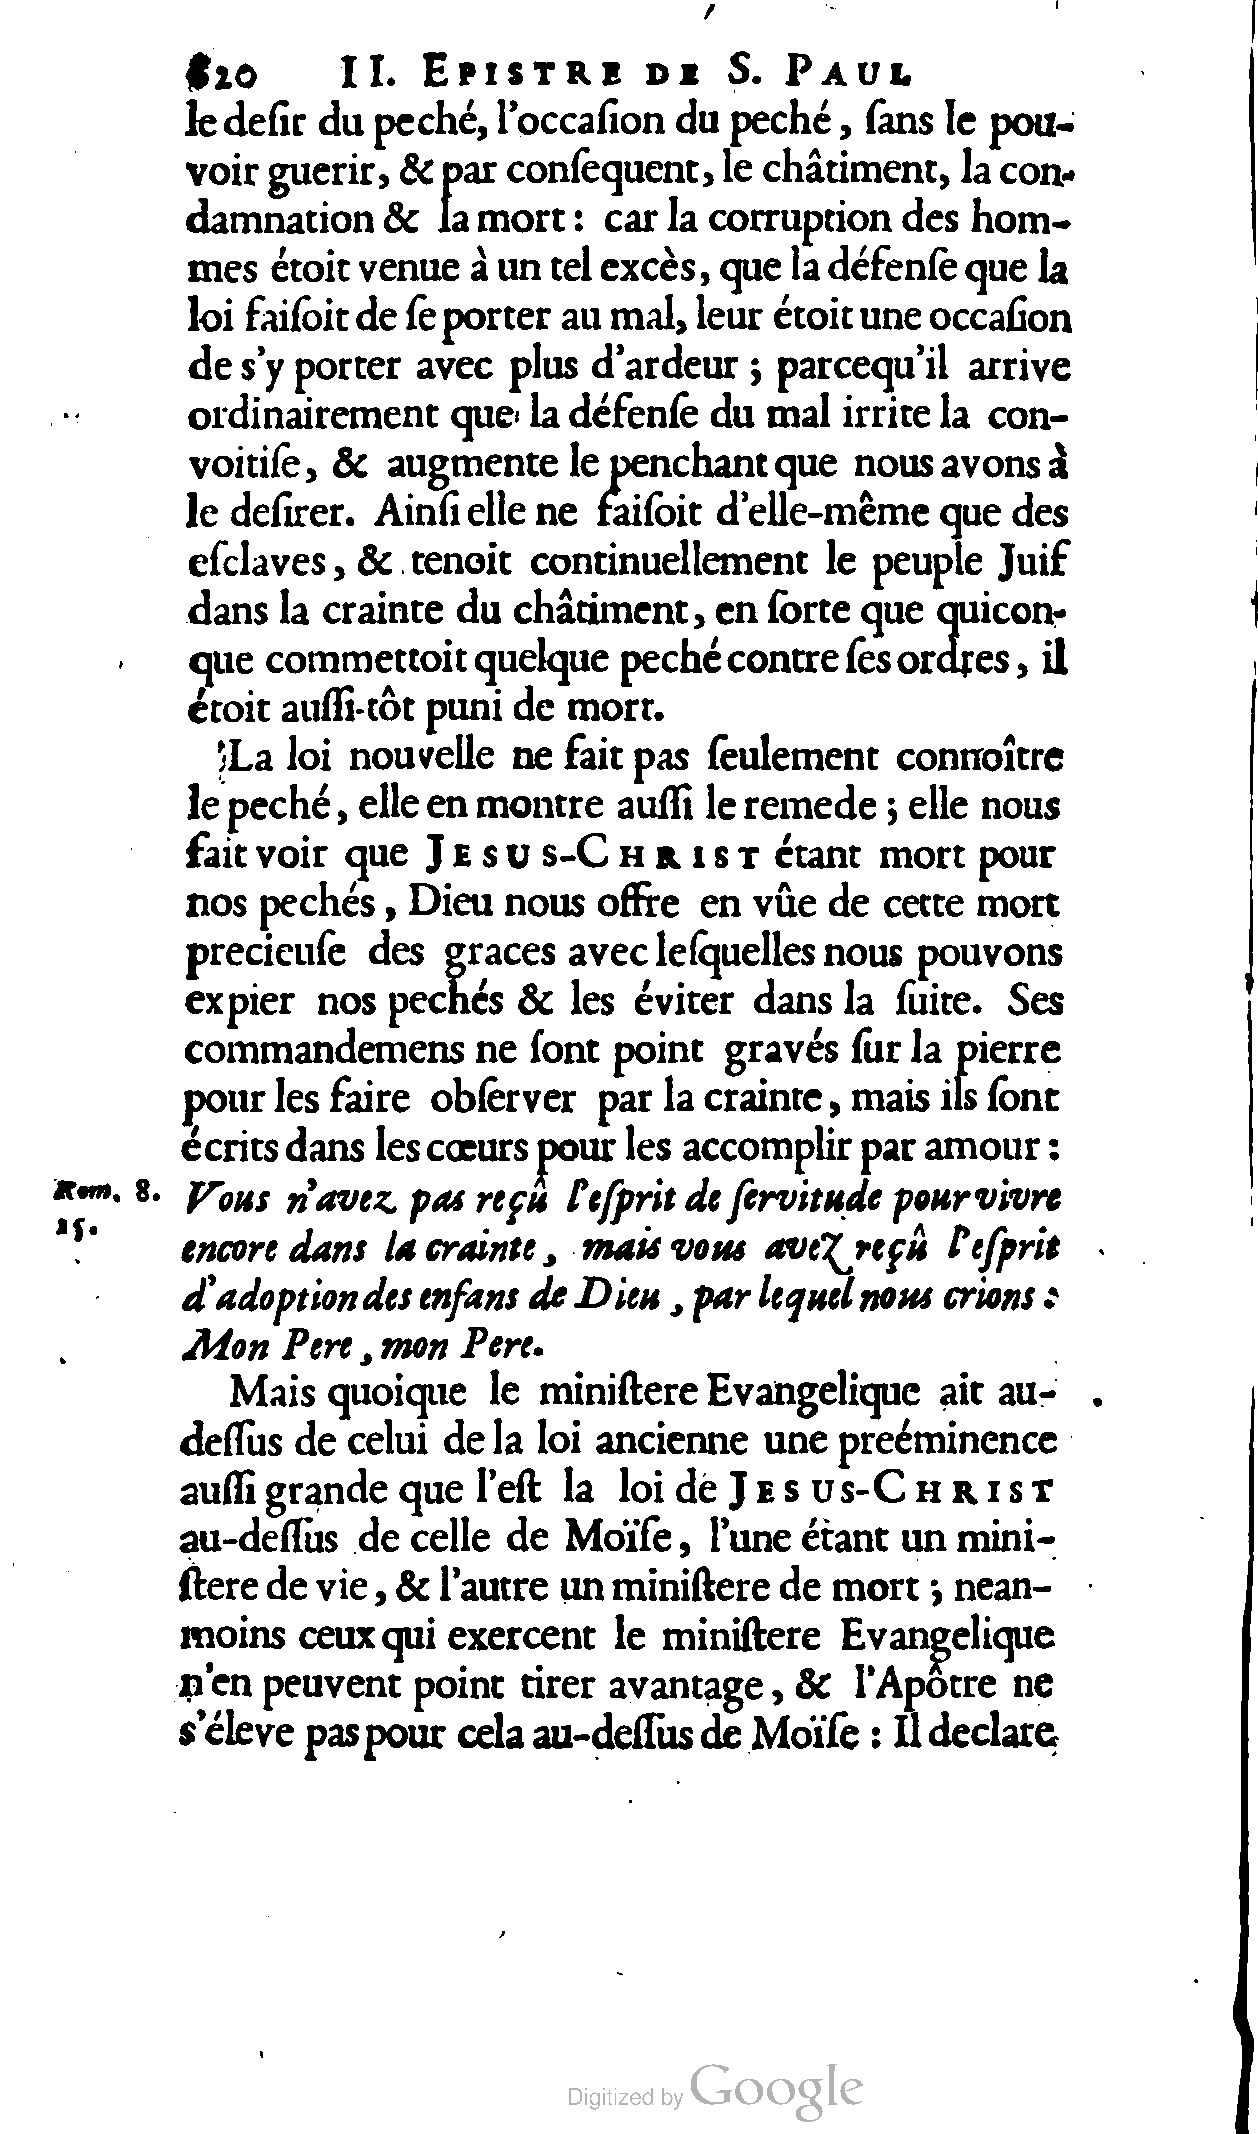 820 II. EPISTRE DE S. PAUL
le desir du peché, l'occasion du peché, sans le pou-
voir guerir, & par consequent, le châtiment, la con-
damnation & la mort : car la corruption des hom-
mes étoit venue à un tel excès, que la défense que la
loi faisoit de se porter au mal, leur étoit une occasion
de s'y porter avec plus d'ardeur ; parcequ'il arrive
ordinairement que la défense du mal irrite la con-
voitise, & augmente le penchant que nous avons à
le desirer. Ainsi elle ne faisoit d'elle-même que des
esclaves, & tenoit continuellement le peuple Juif
dans la crainte du châtiment, en sorte que quicon-
que commettoit quelque peché contre ses ordres, il
étoit aussi-tôt puni de mort.
La loi nouvelle ne fait pas seulement connoître
le peché, elle en montre aussi le remede ; elle nous
fait voir que JESUS-CHRIST étant mort pour
nos pechés, Dieu nous offre en vûe de cette mort
precieuse des graces avec lesquelles nous pouvons
expier nos pechés & les éviter dans la suite. Ses
commandemens ne sont point gravés sur la pierre
pour les faire observer par la crainte, mais ils sont
écrits dans les cœurs pour les accomplir par amour :
Rom. 8. Vous n'avez pas reçû l'esprit de servitude pour vivre
15. encore dans la crainte, mais vous avez reçû l'esprit
d'adoption des enfans de Dieu, par lequel nous crions :
Mon Pere, mon Pere.
Mais quoique le ministere Evangelique ait au-
dessus de celui de la loi ancienne une preéminence
aussi grande que l'est la loi de JESUS-CHRIST
au-dessus de celle de Moïse, l'une étant un mini-
stere de vie, & l'autre un ministere de mort ; nean-
moins ceux qui exercent le ministere Evangelique
n'en peuvent point tirer avantage, & l'Apôtre ne
s'éleve pas pour cela au-dessus de Moïse : Il declare
Digitized by Google